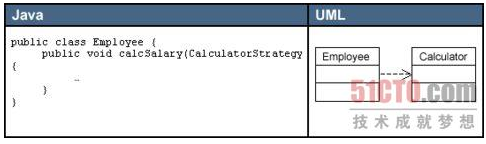 Java
UML
public class Employee {
public void calcSalary(CalculatorStrategy
{
…
}
}
Employee
Calculator
51CTO.com
技术成就梦想